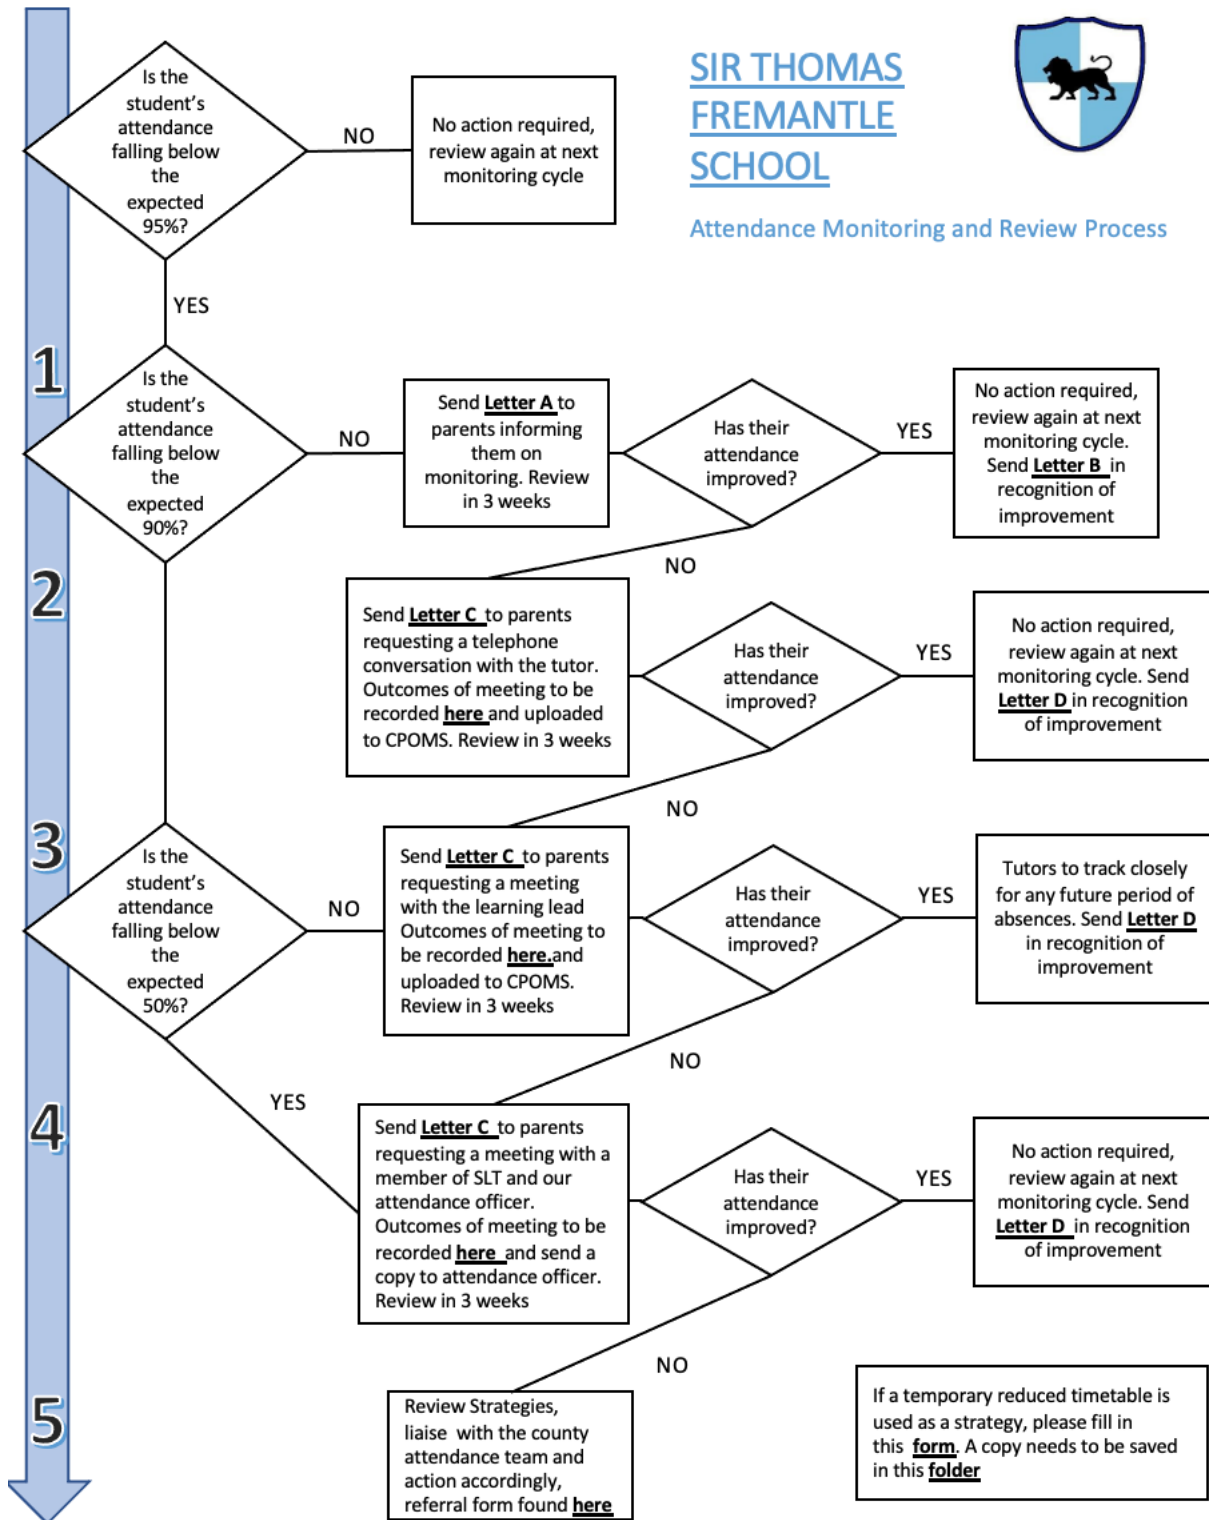 SIR THOMAS
FREMANTLE
SCHOOL
Attendance Monitoring and Review Process
Is the
student's
attendance
falling below
the
expected
95%?
NO
No action required,
review again at next
monitoring cycle
YES
1
Is the
student's
attendance
falling below
the
expected
90%?
NO
Send Letter A to
parents informing
them on
monitoring. Review
in 3 weeks
Has their
attendance
improved?
YES
No action required,
review again at next
monitoring cycle.
Send Letter B in
recognition of
improvement
NO
2
Send Letter C to parents
requesting a telephone
conversation with the tutor.
Outcomes of meeting to be
recorded here and uploaded
to CPOMS. Review in 3 weeks
Has their
attendance
improved?
YES
No action required,
review again at next
monitoring cycle. Send
Letter D in recognition
of improvement
NO
3
Is the
student's
attendance
falling below
the
expected
50%?
NO
Send Letter C to parents
requesting a meeting
with the learning lead
Outcomes of meeting to
be recorded here.and
uploaded to CPOMS.
Review in 3 weeks
Has their
attendance
improved?
YES
Tutors to track closely
for any future period of
absences. Send Letter D
in recognition of
improvement
NO
YES
4
Send Letter C to parents
requesting a meeting with a
member of SLT and our
attendance officer.
Outcomes of meeting to be
recorded here and send a
copy to attendance officer.
Review in 3 weeks
Has their
attendance
improved?
YES
No action required,
review again at next
monitoring cycle. Send
Letter D in recognition
of improvement
NO
5
Review Strategies,
liaise with the county
attendance team and
action accordingly,
referral form found here
If a temporary reduced timetable is
used as a strategy, please fill in
this form. A copy needs to be saved
in this folder